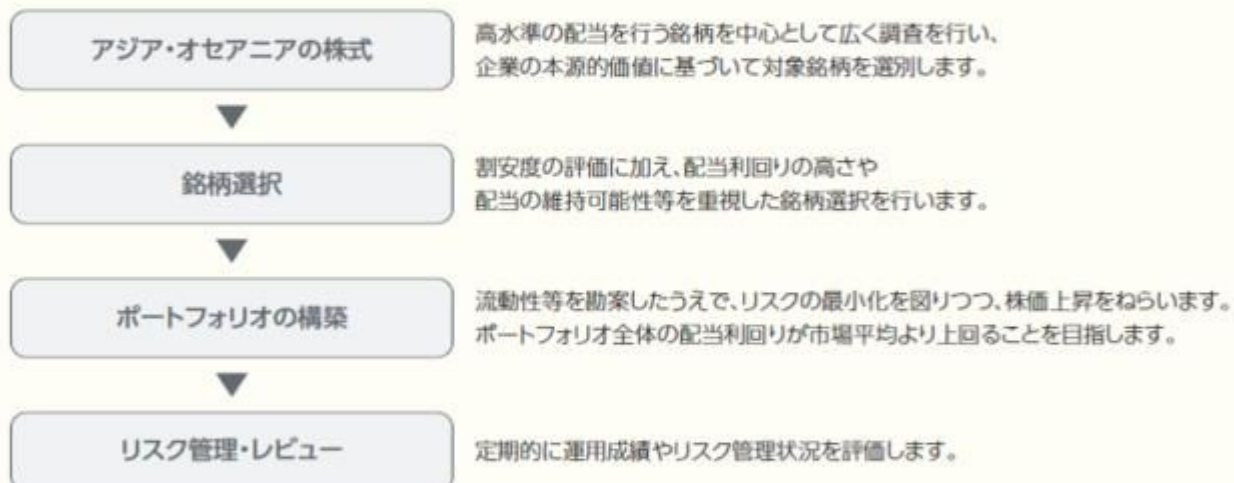 アジア・オセアニアの株式
高水準の配当を行う銘柄を中心として広く調査を行い、
企業の本源的価値に基づいて対象銘柄を選別します。
銘柄選択
割安度の評価に加え、配当利回りの高さや
配当の維持可能性等を重視した銘柄選択を行います。
ポートフォリオの構築
流動性等を勘案したうえで、リスクの最小化を図りつつ、株価上昇をねらいます。
ポートフォリオ全体の配当利回りが市場平均より上回ることを目指します。
リスク管理・レビュー
定期的に運用成績やリスク管理状況を評価します。